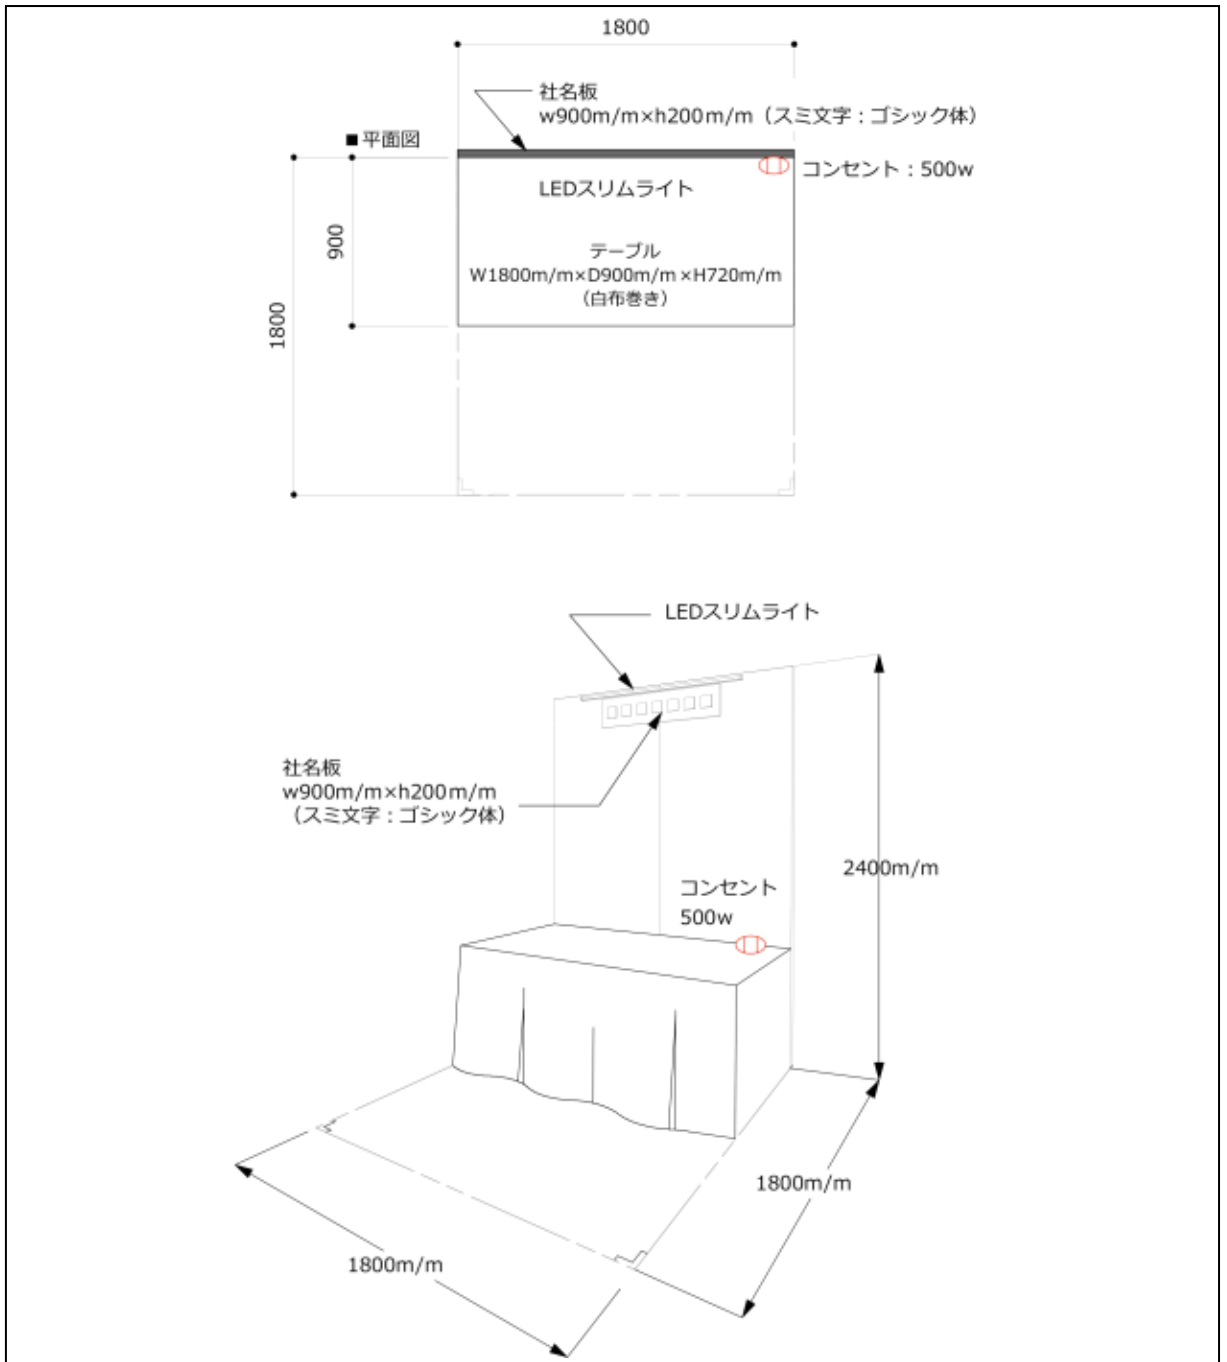 1800
社名板
w900m/m×h200m/m（スミ文字：ゴシック体）
■平面図
コンセント：500w
LEDスリムライト
900
テーブル
W1800m/m×D900m/m×H720m/m
（白布巻き）
1800
LEDスリムライト
社名板
w900m/m×h200m/m
（スミ文字：ゴシック体）
2400m/m
コンセント
500w
1800m/m
1800m/m